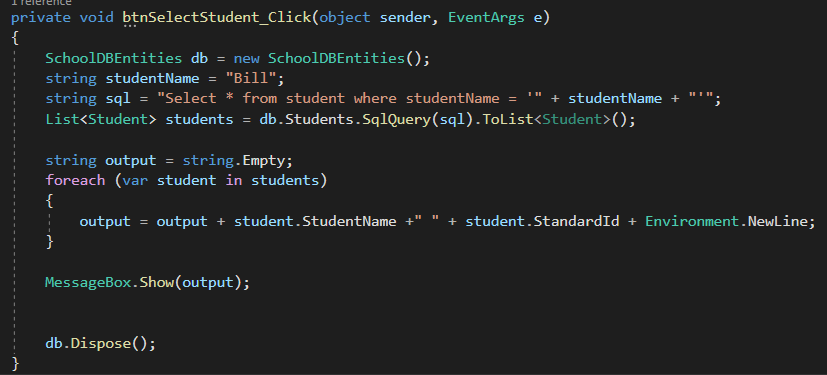 1 reference
private void btnSelectStudent_Click(object sender, EventArgs e)
{
    SchoolDBEntities db = new SchoolDBEntities();
    string studentName = "Bill";
    string sql = "Select * from student where studentName = '" + studentName + "'";
    List<Student> students = db.Students.SqlQuery(sql).ToList<Student>();
    string output = string.Empty;
    foreach (var student in students)
    {
        output = output + student.StudentName +" " + student.StandardId + Environment.NewLine;
    }
    MessageBox.Show(output);
    db.Dispose();
}